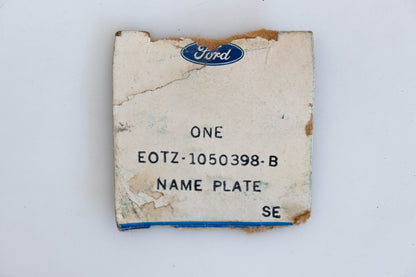 Ford
ONE
EOTZ-1050398-B
NAME PLATE
SE